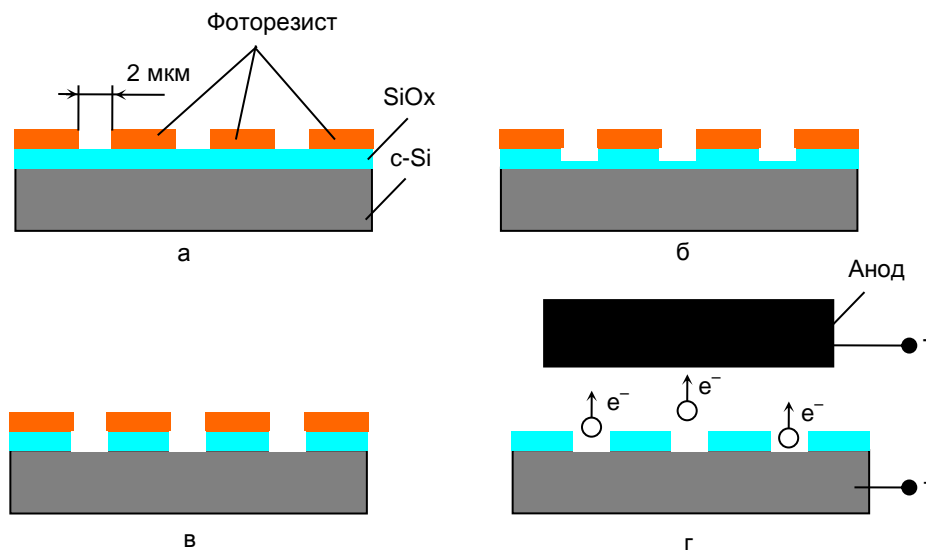 Фоторезист
2 мкм
SiOx
c-Si
а
б
Анод
e⁻
e⁻
e⁻
в
г